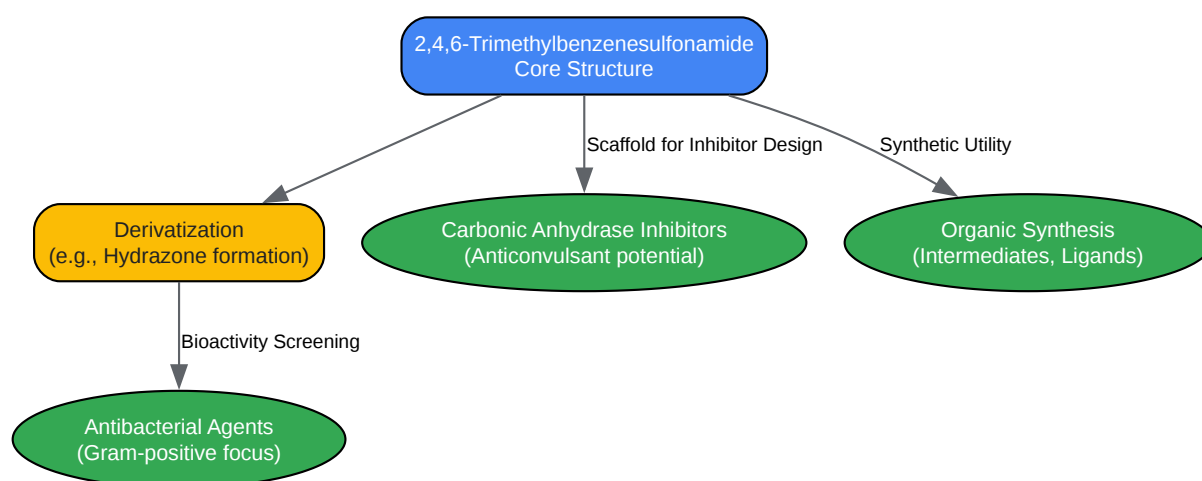 2,4,6-Trimethylbenzenesulfonamide
Core Structure
Scaffold for Inhibitor Design
Synthetic Utility
Derivatization
(e.g., Hydrazone formation)
Carbonic Anhydrase Inhibitors
(Anticonvulsant potential)
Organic Synthesis
(Intermediates, Ligands)
Bioactivity Screening
Antibacterial Agents
(Gram-positive focus)